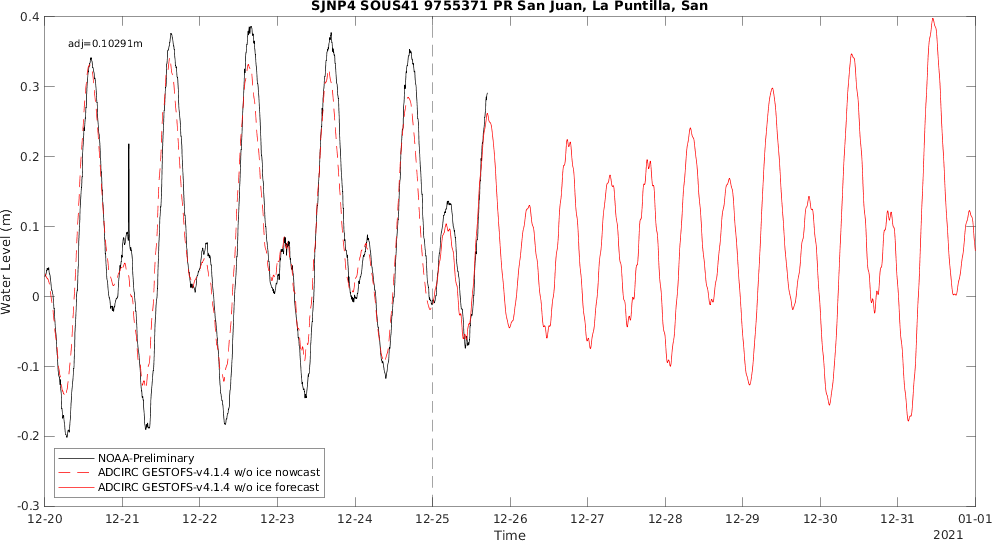 SJNP4 SOUS41 9755371 PR San Juan, La Puntilla, San
adj=0.10291m
0.4
0.3
0.2
0.1
0
-0.1
-0.2
-0.3
Water Level (m)
NOAA-Preliminary
ADCIRC GESTOFS-v4.1.4 w/o ice nowcast
ADCIRC GESTOFS-v4.1.4 w/o ice forecast
12-20 12-21 12-22 12-23 12-24 12-25 12-26 12-27 12-28 12-29 12-30 12-31 01-01
Time
2021